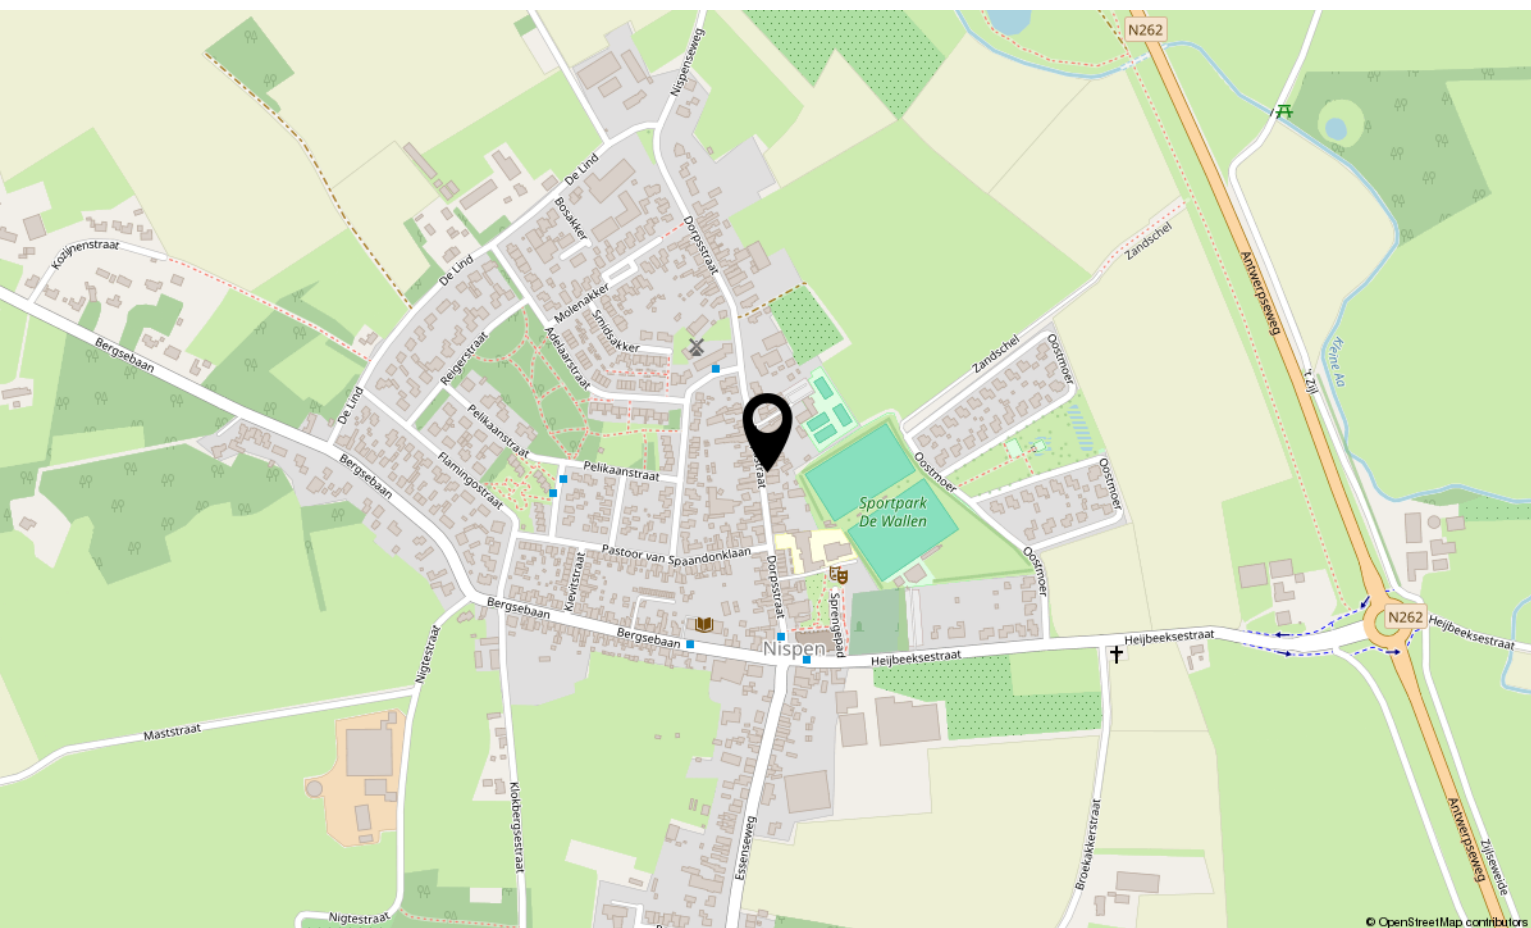 N262
Nispenseweg
De Lind
Bosakker
Dorpsstraat
Zandschel
Kozijnenstraat
De Lind
Antwerpseweg
Molenakker
Smidsakker
Adelaarstraat
Reigerstraat
Bergsebaan
Zandschel
Oostmoer
Kleine Aa
't Zijl
De Lind
Pelikaanstraat
Pelikaanstraat
Flamingostraat
Bergsebaan
Oostmoer
Oostmoer
Sportpark
De Wallen
Pastoor van Spaandonklaan
Kievitstraat
Dorpsstraat
Oostmoer
Sprengepad
Bergsebaan
Bergsebaan
Nispen
Heijbeeksestraat
Heijbeeksestraat
N262
Heijbeeksestraat
Nigtestraat
Maststraat
Klokbergsestraat
Essenseweg
Broekakkerstraat
Antwerpseweg
Zijlseweide
Nigtestraat
© OpenStreetMap contributors